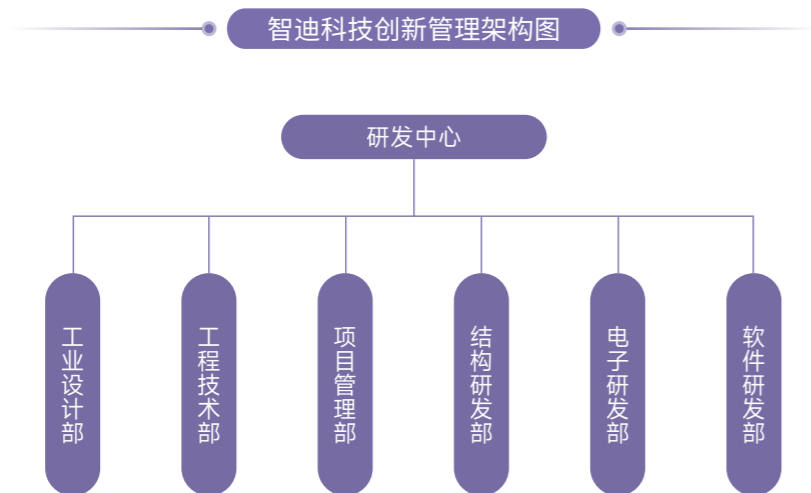 智迪科技创新管理架构图
研发中心
工业设计部
工程技术部
项目管理部
结构研发部
电子研发部
软件研发部